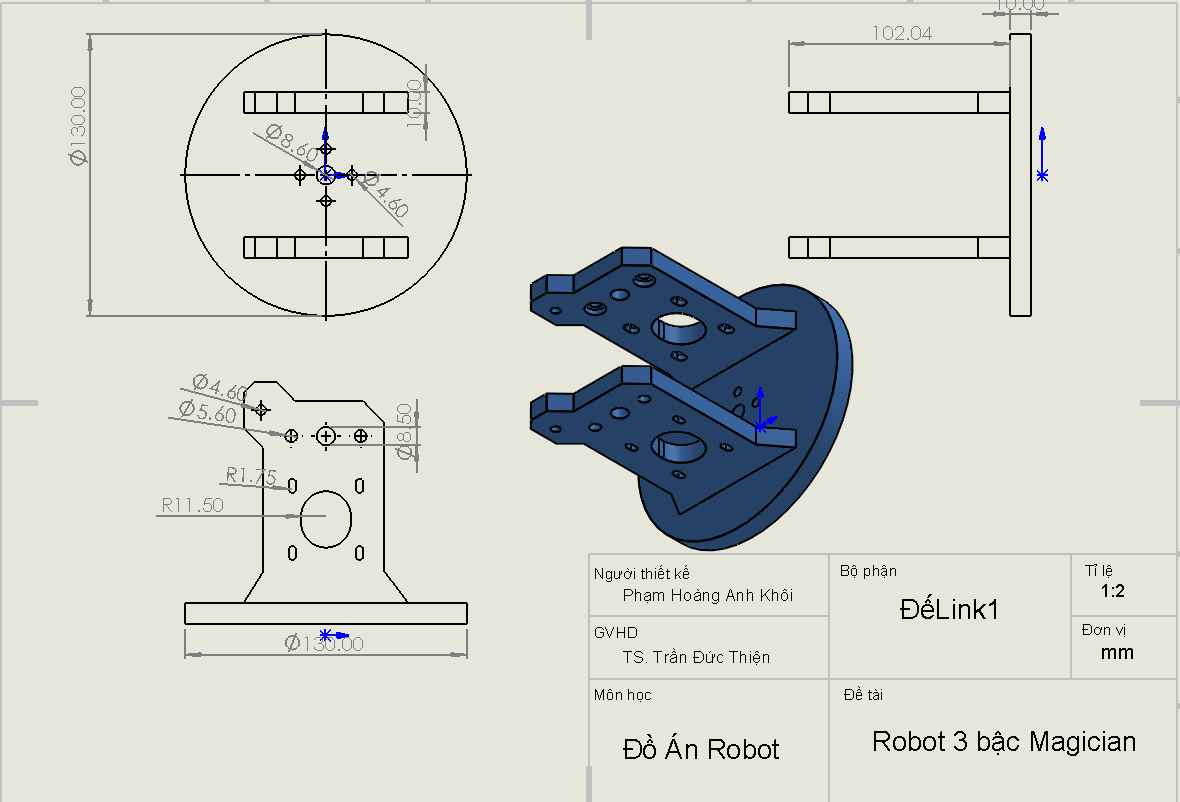 10.00
102.04
Ø130.00
10.00
Ø8.60
Ø4.60
Ø4.60
Ø5.60
Ø8.50
R1.75
R11.50
Ø130.00
Người thiết kế
Phạm Hoàng Anh Khôi
Bộ phận
ĐếLink1
Tỉ lệ
1:2
GVHD
TS. Trần Đức Thiện
Đơn vị
mm
Môn học
Đồ Án Robot
Đề tài
Robot 3 bậc Magician